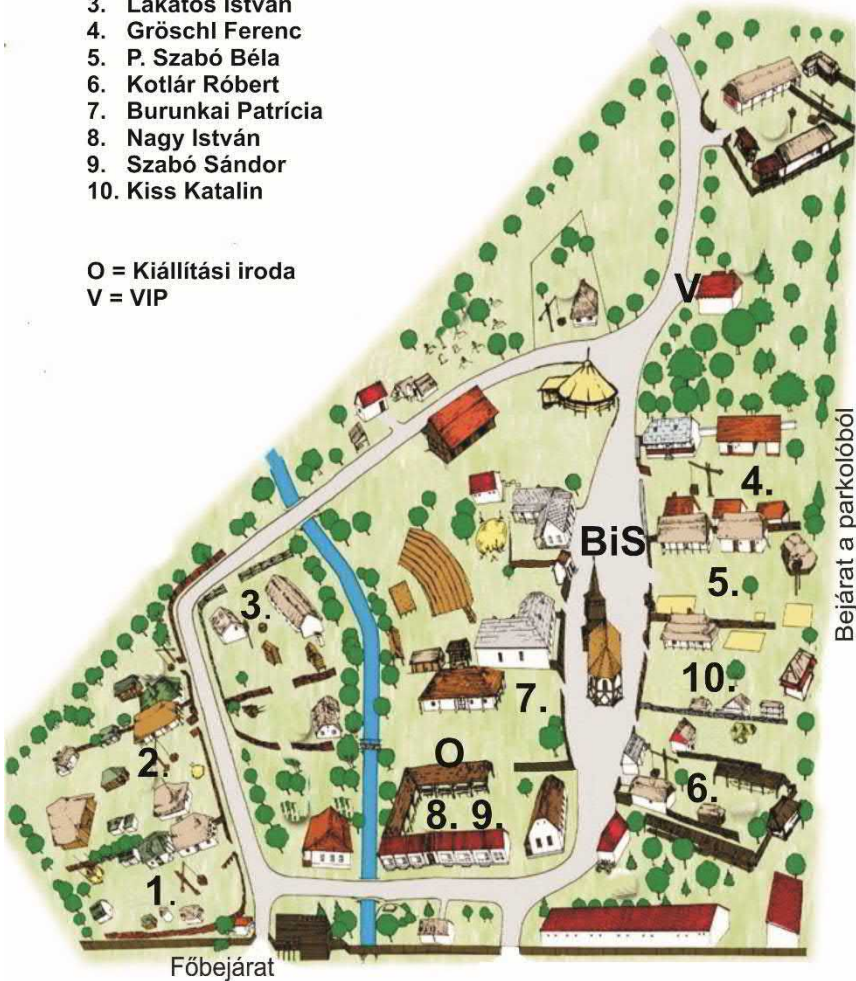 3. Lakatos István
4. Gröschl Ferenc
5. P. Szabó Béla
6. Kotlár Róbert
7. Burunkai Patrícia
8. Nagy István
9. Szabó Sándor
10. Kiss Katalin
O = Kiállítási iroda
V = VIP
V
4.
BiS
5.
3.
10.
7.
2.
O
6.
8. 9.
1.
Bejárat a parkolóból
Főbejárat